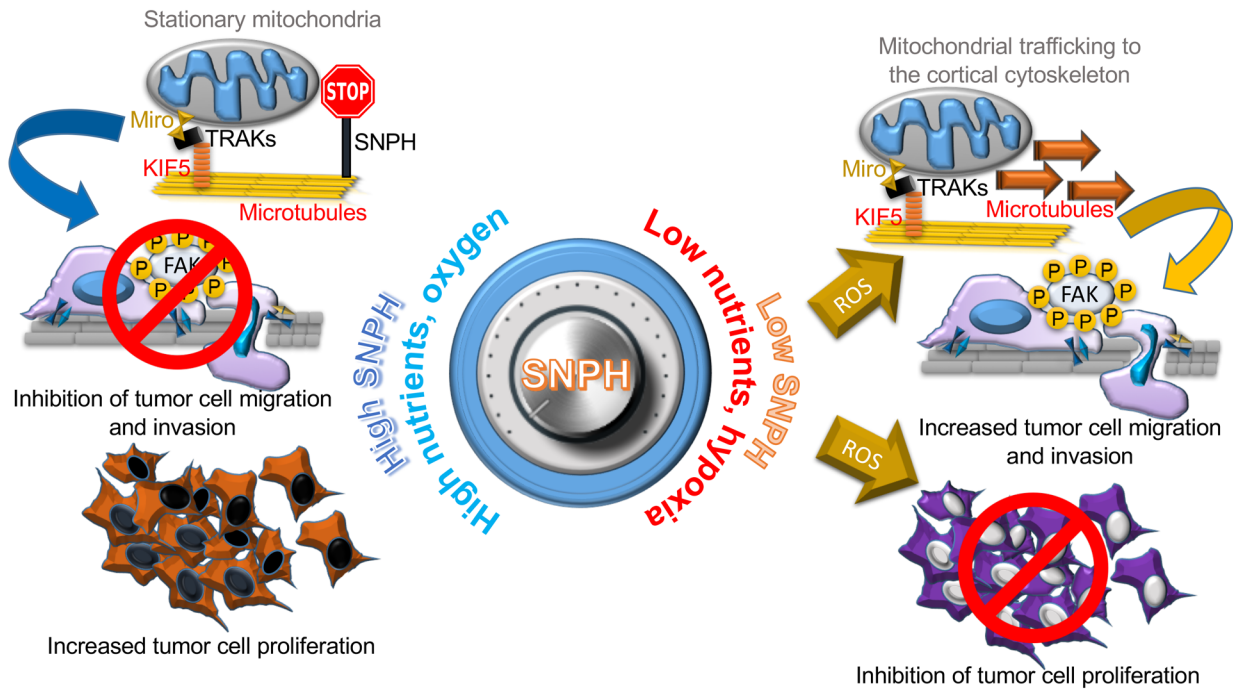 Stationary mitochondria
STOP
Miro
TRAKs
SNPH
KIF5
Microtubules
P
P
P
P
P
FAK
P
P
P
Inhibition of tumor cell migration
and invasion
Increased tumor cell proliferation
High SNPH
High nutrients, oxygen
SNPH
Low nutrients, hypoxia
Low SNPH
Mitochondrial trafficking to
the cortical cytoskeleton
Miro
TRAKs
KIF5
Microtubules
ROS
P
P
P
P
P
FAK
P
P
P
Increased tumor cell migration
and invasion
ROS
Inhibition of tumor cell proliferation